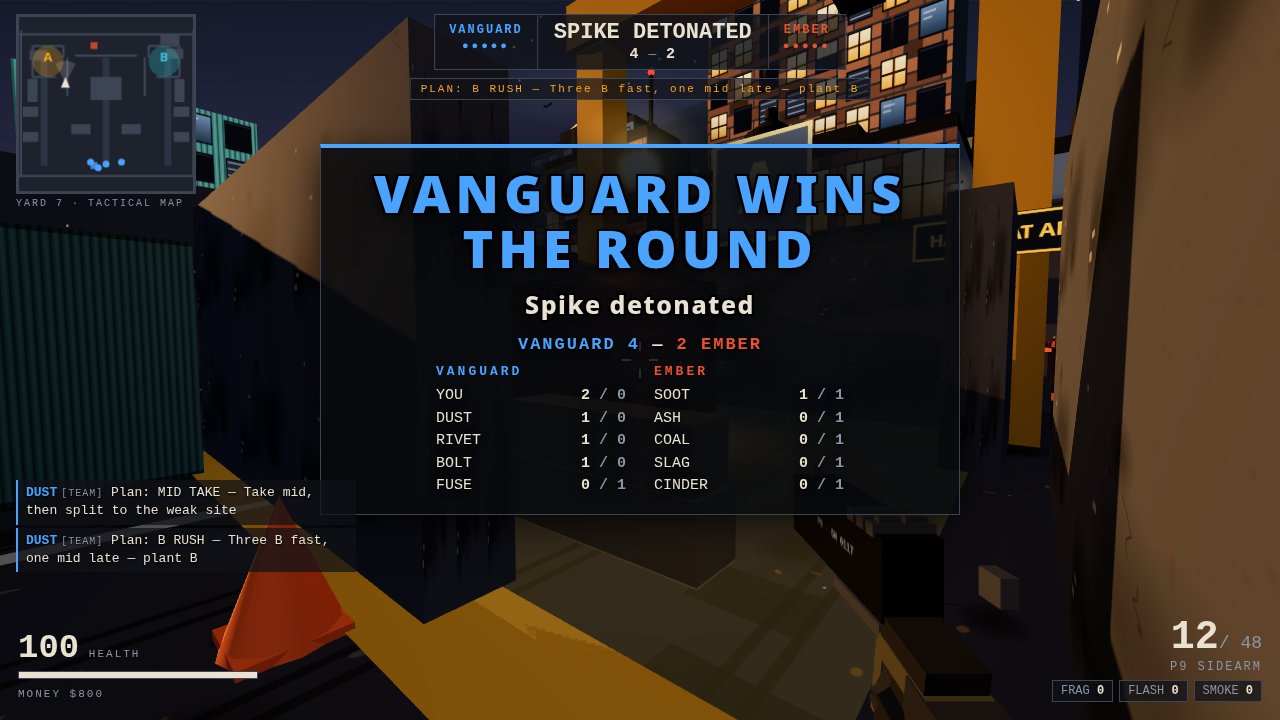 VANGUARD
SPIKE DETONATED
4 — 2
EMBER
PLAN: B RUSH — Three B fast, one mid late — plant B
A
B
YARD 7 · TACTICAL MAP
VANGUARD WINS
THE ROUND
Spike detonated
VANGUARD 4 — 2 EMBER
VANGUARD
YOU 2 / 0
DUST 1 / 0
RIVET 1 / 0
BOLT 1 / 0
FUSE 0 / 1
EMBER
SOOT 1 / 1
ASH 0 / 1
COAL 0 / 1
SLAG 0 / 1
CINDER 0 / 1
DUST [TEAM] Plan: MID TAKE — Take mid,
then split to the weak site
DUST [TEAM] Plan: B RUSH — Three B fast,
one mid late — plant B
100 HEALTH
MONEY $800
12 / 48
P9 SIDEARM
FRAG 0 FLASH 0 SMOKE 0